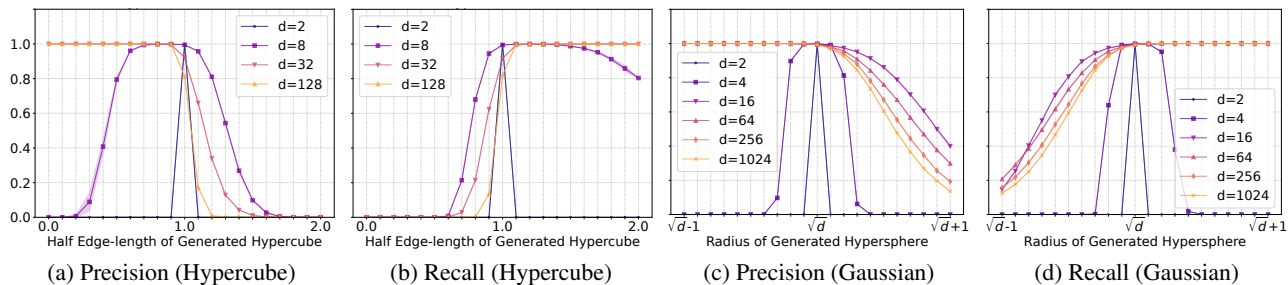 1.0
0.8
0.6
0.4
0.2
0.0
d=2
d=8
d=32
d=128
0.0 1.0 2.0
Half Edge-length of Generated Hypercube
(a) Precision (Hypercube)
d=2
d=8
d=32
d=128
0.0 1.0 2.0
Half Edge-length of Generated Hypercube
(b) Recall (Hypercube)
d=2
d=4
d=16
d=64
d=256
d=1024
√d-1 √d √d+1
Radius of Generated Hypersphere
(c) Precision (Gaussian)
d=2
d=4
d=16
d=64
d=256
d=1024
√d-1 √d √d+1
Radius of Generated Hypersphere
(d) Recall (Gaussian)